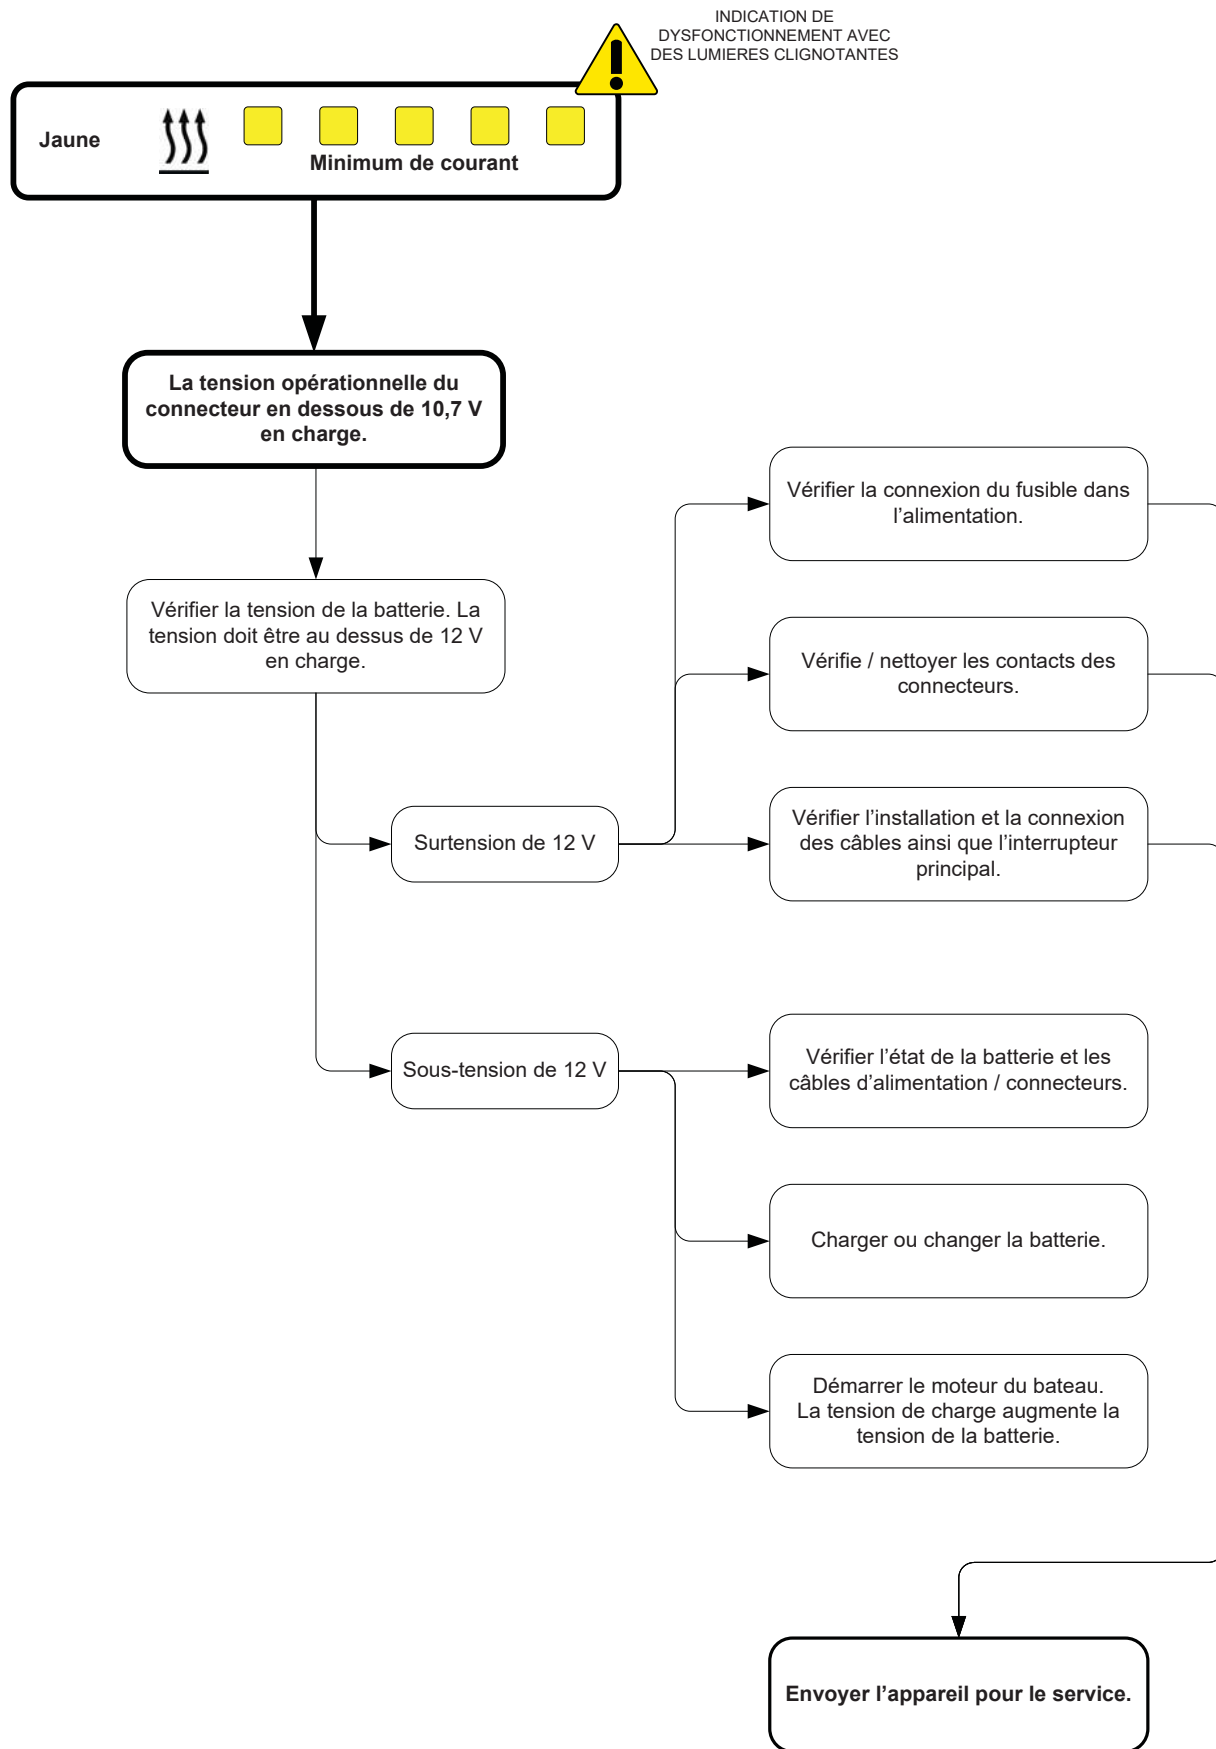 INDICATION DE
DYSFONCTIONNEMENT AVEC
DES LUMIERES CLIGNOTANTES
Jaune
Minimum de courant
La tension opérationnelle du
connecteur en dessous de 10,7 V
en charge.
Vérifier la tension de la batterie. La
tension doit être au dessus de 12 V
en charge.
Surtension de 12 V
Vérifier la connexion du fusible dans
l’alimentation.
Vérifie / nettoyer les contacts des
connecteurs.
Vérifier l’installation et la connexion
des câbles ainsi que l’interrupteur
principal.
Sous-tension de 12 V
Vérifier l’état de la batterie et les
câbles d’alimentation / connecteurs.
Charger ou changer la batterie.
Démarrer le moteur du bateau.
La tension de charge augmente la
tension de la batterie.
Envoyer l’appareil pour le service.